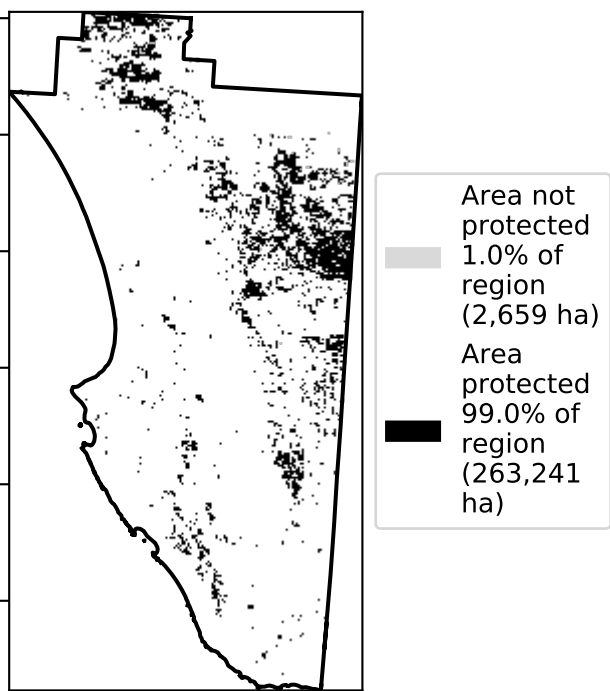 Area not
protected
1.0% of
region
(2,659 ha)
Area
protected
99.0% of
region
(263,241
ha)